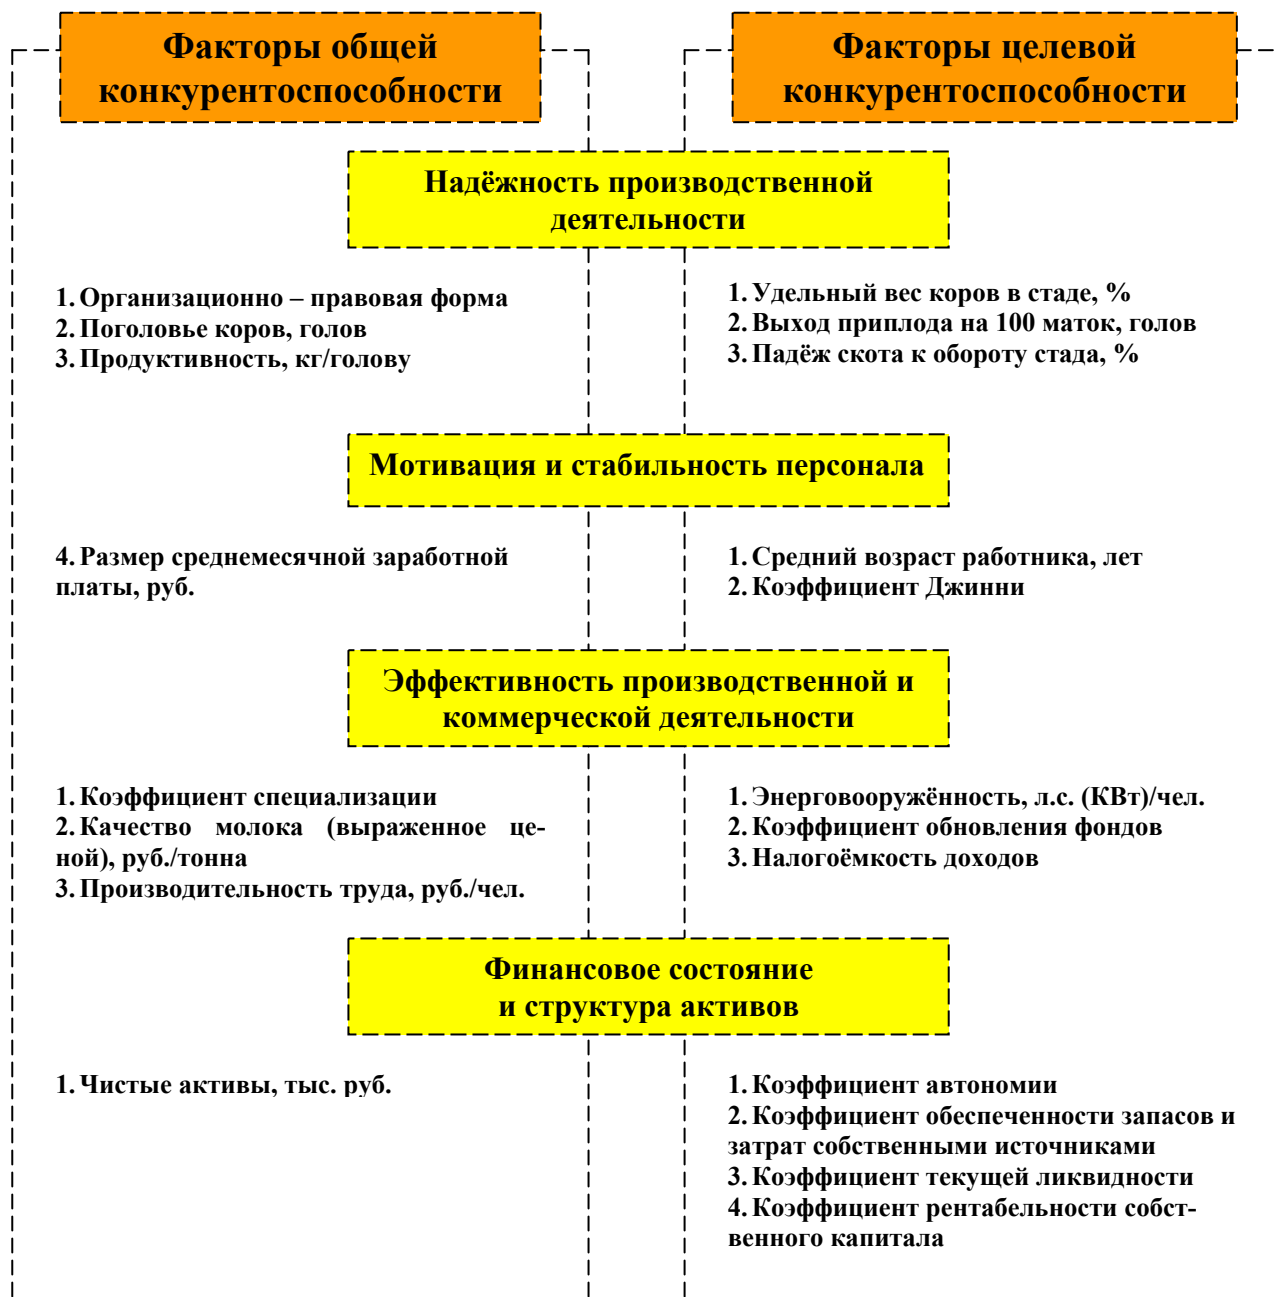 Факторы общей
конкурентоспособности
Факторы целевой
конкурентоспособности
Надёжность производственной
деятельности
1. Организационно – правовая форма
2. Поголовье коров, голов
3. Продуктивность, кг/голову
1. Удельный вес коров в стаде, %
2. Выход приплода на 100 маток, голов
3. Падёж скота к обороту стада, %
Мотивация и стабильность персонала
4. Размер среднемесячной заработной
платы, руб.
1. Средний возраст работника, лет
2. Коэффициент Джинни
Эффективность производственной и
коммерческой деятельности
1. Коэффициент специализации
2. Качество молока (выраженное це-
ной), руб./тонна
3. Производительность труда, руб./чел.
1. Энерговооружённость, л.с. (КВт)/чел.
2. Коэффициент обновления фондов
3. Налогоёмкость доходов
Финансовое состояние
и структура активов
1. Чистые активы, тыс. руб.
1. Коэффициент автономии
2. Коэффициент обеспеченности запасов и
затрат собственными источниками
3. Коэффициент текущей ликвидности
4. Коэффициент рентабельности собст-
венного капитала